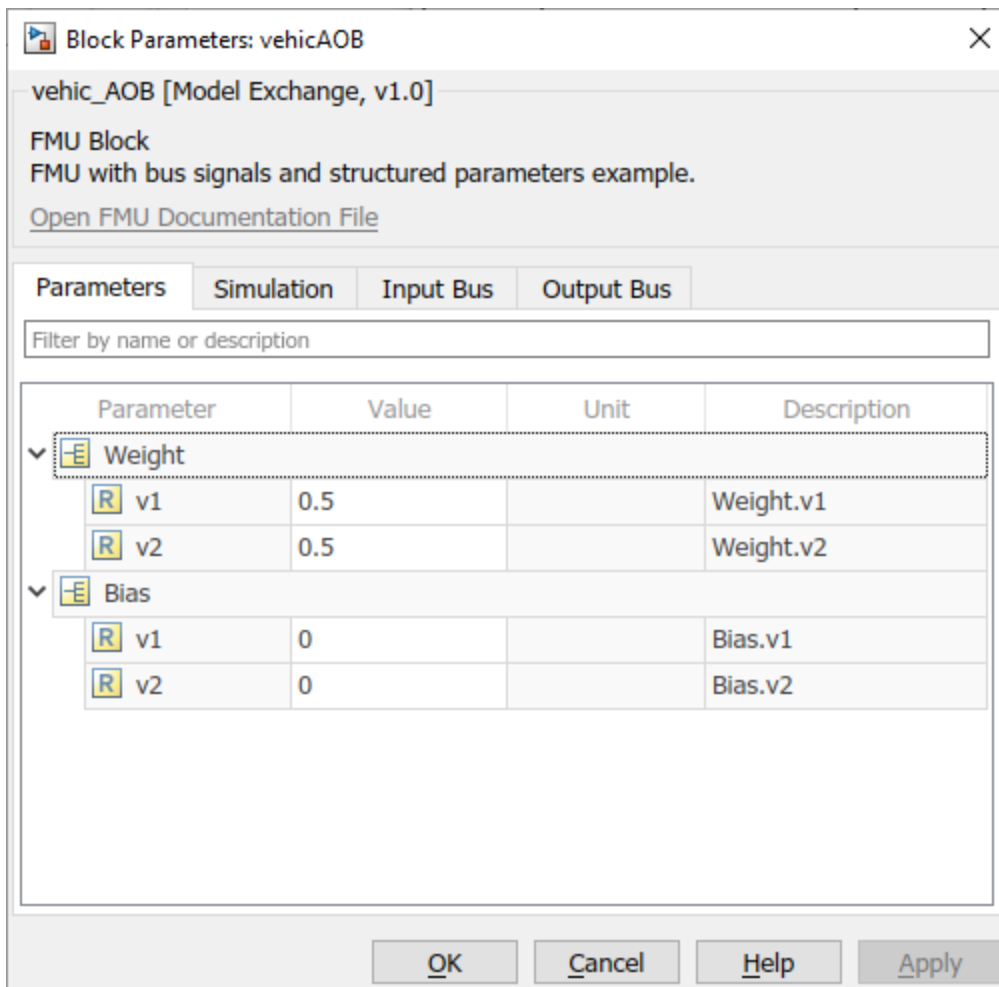 Block Parameters: vehicAOB
vehic_AOB [Model Exchange, v1.0]
FMU Block
FMU with bus signals and structured parameters example.
Open FMU Documentation File
Parameters Simulation Input Bus Output Bus
Filter by name or description
Parameter Value Unit Description
Weight
R v1 0.5 Weight.v1
R v2 0.5 Weight.v2
Bias
R v1 0 Bias.v1
R v2 0 Bias.v2
OK Cancel Help Apply